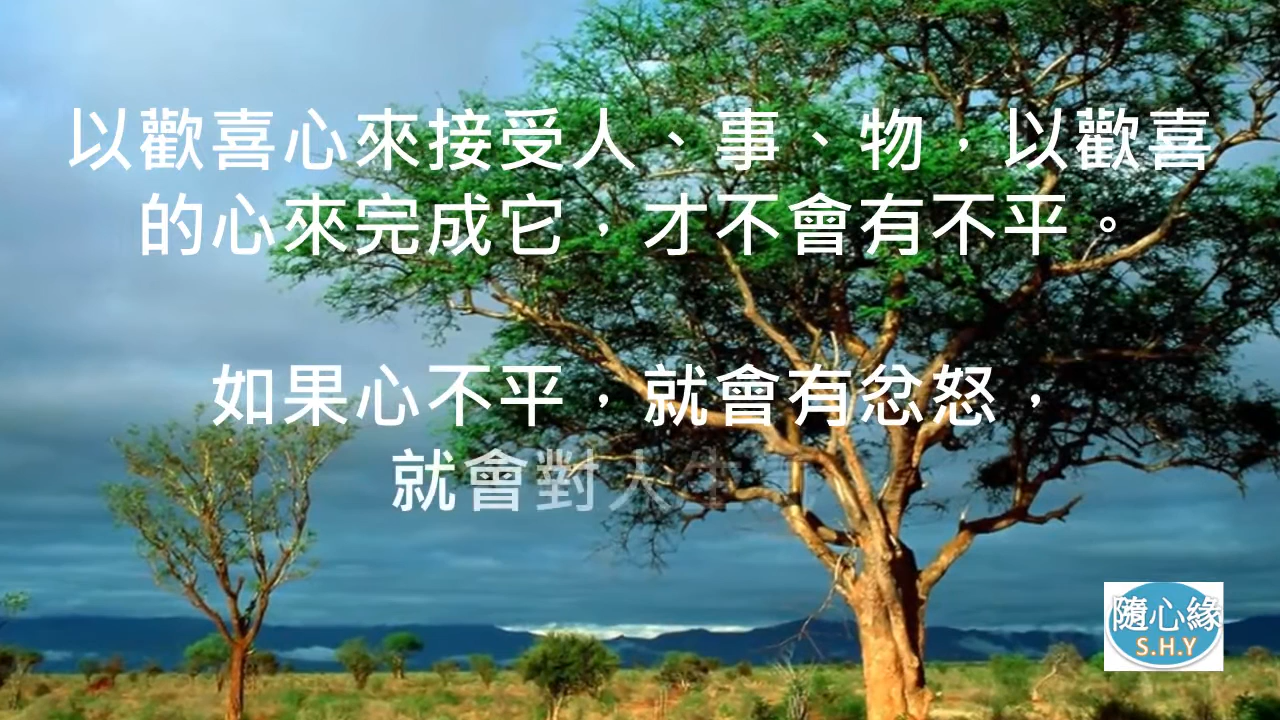 以歡喜心來接受人、事、物，以歡喜
的心來完成它，才不會有不平。
如果心不平，就會有忿怒，
就會對人生
隨心緣
S.H.Y